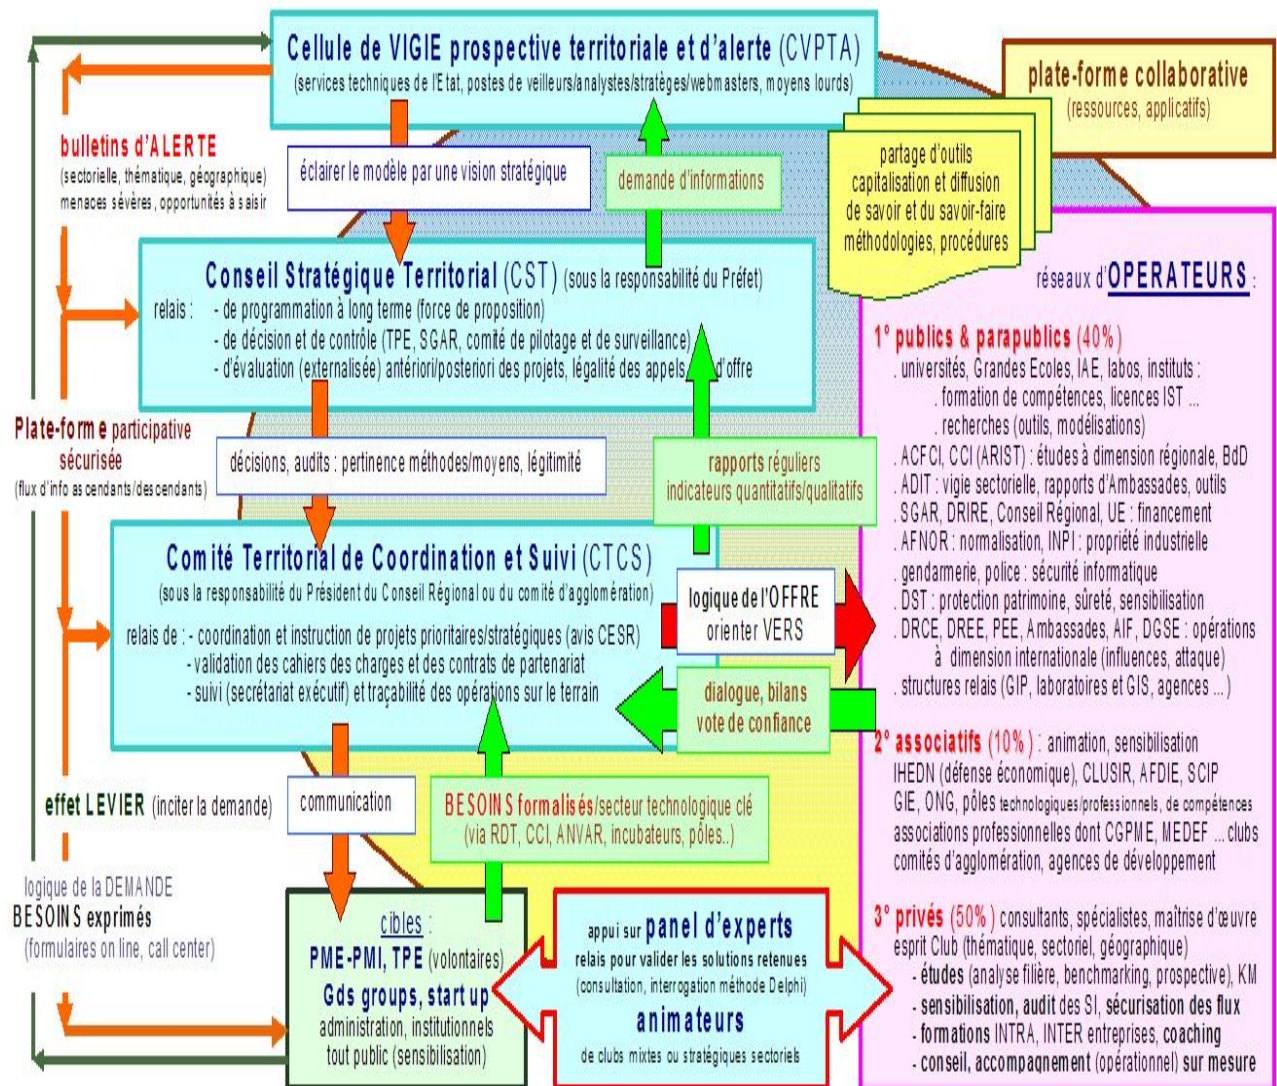 Cellule de VIGIE prospective territoriale et d'alerte (CVPTA)
(services techniques de l'Etat, postes de veilleurs/analystes/stratèges/webmasters, moyens lourds)
plate-forme collaborative
(ressources, applicatifs)
bulletins d'ALERTE
(sectorielle, thématique, géographique)
menaces sévères, opportunités à saisir
éclairer le modèle par une vision stratégique
demande d'informations
partage d'outils
capitalisation et diffusion
de savoir et du savoir-faire
méthodologies, procédures
Conseil Stratégique Territorial (CST) (sous la responsabilité du Préfet)
relais : - de programmation à long terme (force de proposition)
- de décision et de contrôle (TPE, SGAR, comité de pilotage et de surveillance)
- d'évaluation (externalisée) antériori/posteriori des projets, légalité des appels d'offre
Plate-forme participative
sécurisée
(flux d'info ascendants/descendants)
décisions, audits : pertinence méthodes/moyens, légitimité
rapports réguliers
indicateurs quantitatifs/qualitatifs
Comité Territorial de Coordination et Suivi (CTCS)
(sous la responsabilité du Président du Conseil Régional ou du comité d'agglomération)
relais de : - coordination et instruction de projets prioritaires/stratégiques (avis CESR)
- validation des cahiers des charges et des contrats de partenariat
- suivi (secrétariat exécutif) et traçabilité des opérations sur le terrain
logique de l'OFFRE
orienter VERS
dialogue, bilans
vote de confiance
effet LEVIER (inciter la demande)
communication
BESOINS formalisés/secteur technologique clé
(via RDT, CCI, ANVAR, incubateurs, pôles..)
logique de la DEMANDE
BESOINS exprimés
(formulaires on line, call center)
cibles :
PME-PMI, TPE (volontaires)
Gds groups, start up
administration, institutionnels
tout public (sensibilisation)
appui sur panel d'experts
relais pour valider les solutions retenues
(consultation, interrogation méthode Delphi)
animateurs
de clubs mixtes ou stratégiques sectoriels
réseaux d'OPERATEURS :
1° publics & parapublics (40%)
. universités, Grandes Ecoles, IAE, labos, instituts :
. formation de compétences, licences IST ...
. recherches (outils, modélisations)
. ACFCI, CCI (ARIST) : études à dimension régionale, BdD
. ADIT : vigie sectorielle, rapports d'Ambassades, outils
. SGAR, DRIRE, Conseil Régional, UE : financement
. AFNOR : normalisation, INPI : propriété industrielle
. gendarmerie, police : sécurité informatique
. DST : protection patrimoine, sûreté, sensibilisation
. DRCE, DREE, PEE, Ambassades, AIF, DGSE : opérations
à dimension internationale (influences, attaque)
. structures relais (GIP, laboratoires et GIS, agences ...)
2° associatifs (10%) : animation, sensibilisation
IHEDN (défense économique), CLUSIR, AFDIE, SCIP
GIE, ONG, pôles technologiques/professionnels, de compétences
associations professionnelles dont CGPME, MEDEF ... clubs
comités d'agglomération, agences de développement
3° privés (50%) consultants, spécialistes, maîtrise d'œuvre
esprit Club (thématique, sectoriel, géographique)
- études (analyse filière, benchmarking, prospective), KM
- sensibilisation, audit des SI, sécurisation des flux
- formations INTRA, INTER entreprises, coaching
- conseil, accompagnement (opérationnel) sur mesure